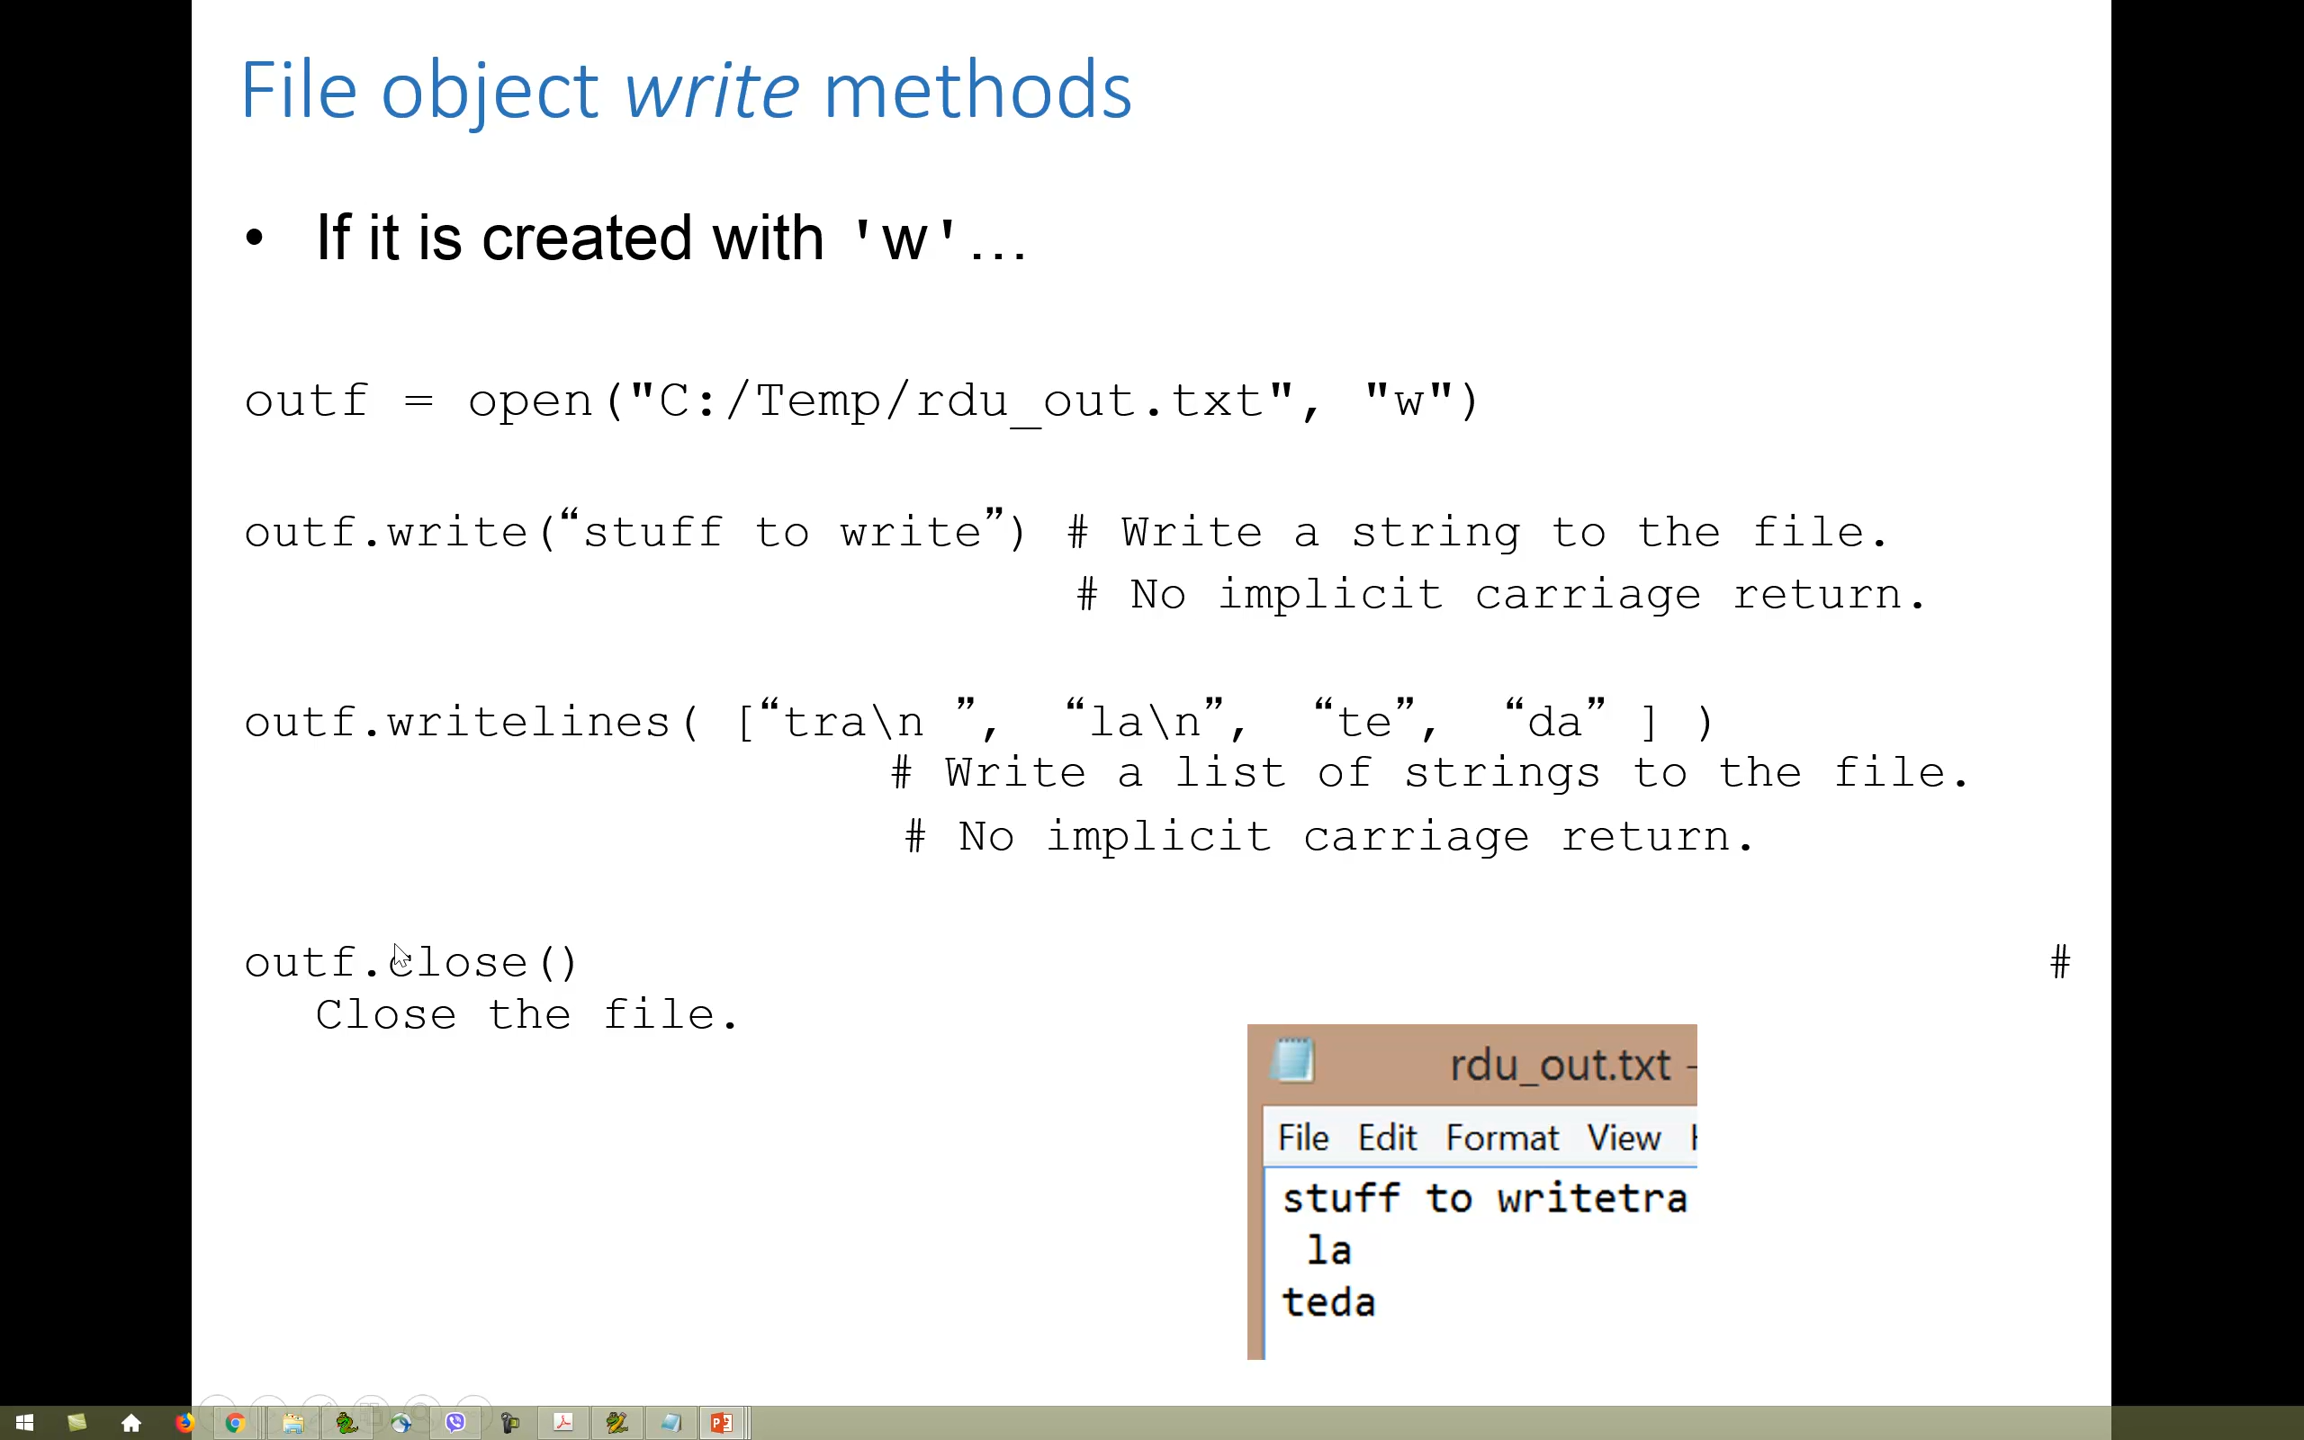 File object write methods
• If it is created with 'w'…
outf = open("C:/Temp/rdu_out.txt", "w")
outf.write(“stuff to write”) # Write a string to the file.
# No implicit carriage return.
outf.writelines( [“tra\n ”, “la\n”, “te”, “da” ] )
# Write a list of strings to the file.
# No implicit carriage return.
outf.close() #
Close the file.
rdu_out.txt -
File Edit Format View
stuff to writetra
 la
teda